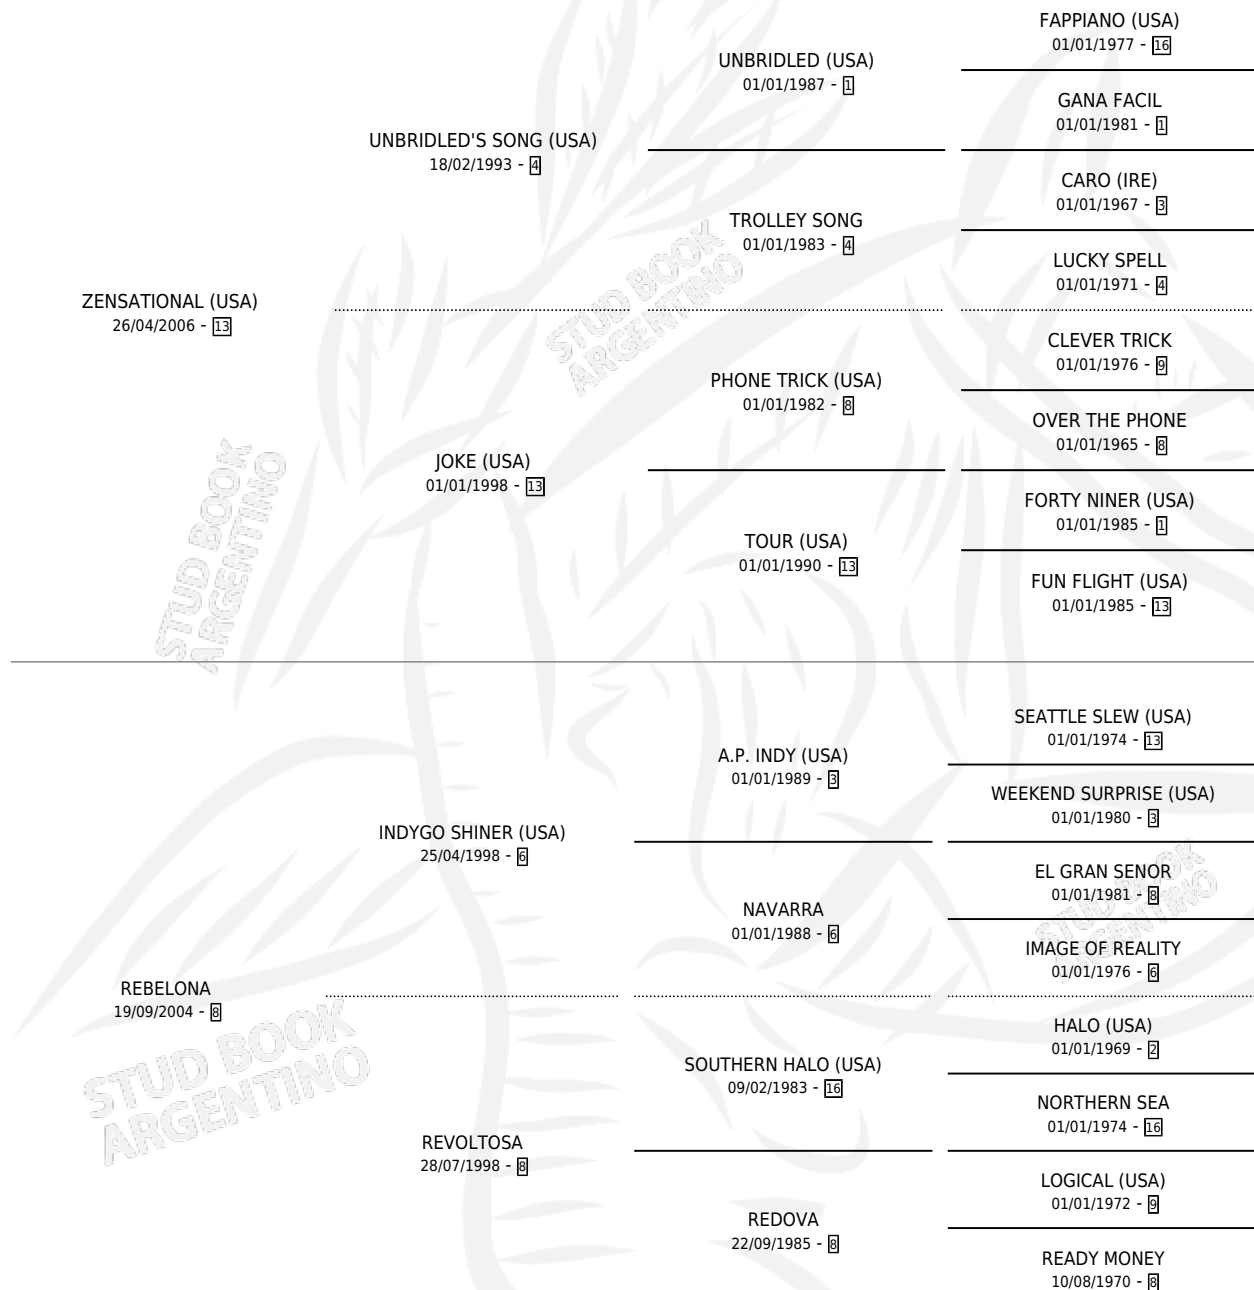 FAPPIANO (USA)
01/01/1977 - 16
UNBRIDLED (USA)
01/01/1987 - 1
GANA FACIL
01/01/1981 - 1
UNBRIDLED'S SONG (USA)
18/02/1993 - 4
CARO (IRE)
01/01/1967 - 3
TROLLEY SONG
01/01/1983 - 4
LUCKY SPELL
01/01/1971 - 4
ZENSATIONAL (USA)
26/04/2006 - 13
CLEVER TRICK
01/01/1976 - 9
PHONE TRICK (USA)
01/01/1982 - 8
OVER THE PHONE
01/01/1965 - 8
JOKE (USA)
01/01/1998 - 13
FORTY NINER (USA)
01/01/1985 - 1
TOUR (USA)
01/01/1990 - 13
FUN FLIGHT (USA)
01/01/1985 - 13
SEATTLE SLEW (USA)
01/01/1974 - 13
A.P. INDY (USA)
01/01/1989 - 3
WEEKEND SURPRISE (USA)
01/01/1980 - 3
INDYGO SHINER (USA)
25/04/1998 - 6
EL GRAN SENOR
01/01/1981 - 8
NAVARRA
01/01/1988 - 6
IMAGE OF REALITY
01/01/1976 - 6
REBELONA
19/09/2004 - 8
HALO (USA)
01/01/1969 - 2
SOUTHERN HALO (USA)
09/02/1983 - 16
NORTHERN SEA
01/01/1974 - 16
REVOLTOSA
28/07/1998 - 8
LOGICAL (USA)
01/01/1972 - 9
REDOVA
22/09/1985 - 8
READY MONEY
10/08/1970 - 8
STUD BOOK
ARGENTINO
STUD BOOK
ARGENTINO
STUD BOOK
ARGENTINO
STUD BOOK
ARGENTINO